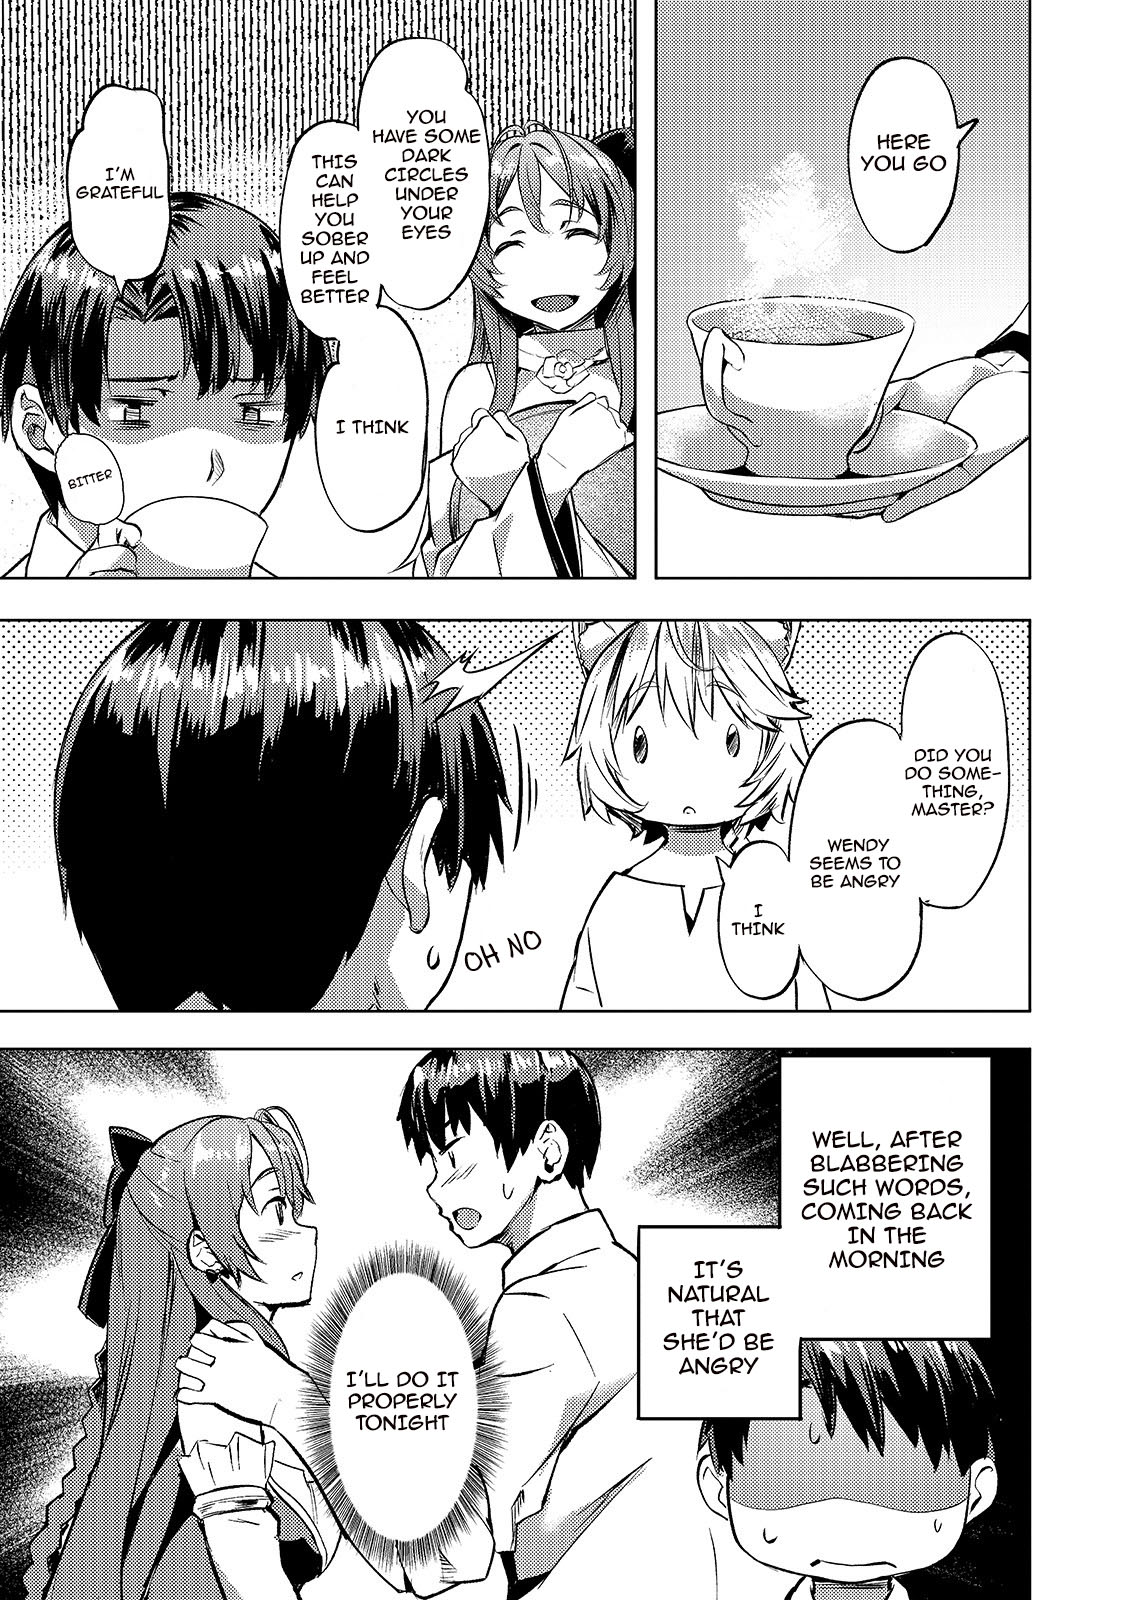 HERE
YOU GO
YOU
HAVE SOME
DARK
CIRCLES
UNDER
YOUR
EYES
THIS
CAN
HELP
YOU
SOBER
UP AND
FEEL
BETTER
I THINK
I'M
GRATEFUL
BITTER
DID YOU
DO SOME-
THING,
MASTER?
WENDY
SEEMS TO
BE ANGRY
I
THINK
OH NO
WELL, AFTER
BLABBERING
SUCH WORDS,
COMING BACK
IN THE
MORNING
IT'S
NATURAL
THAT
SHE'D BE
ANGRY
I'LL DO IT
PROPERLY
TONIGHT